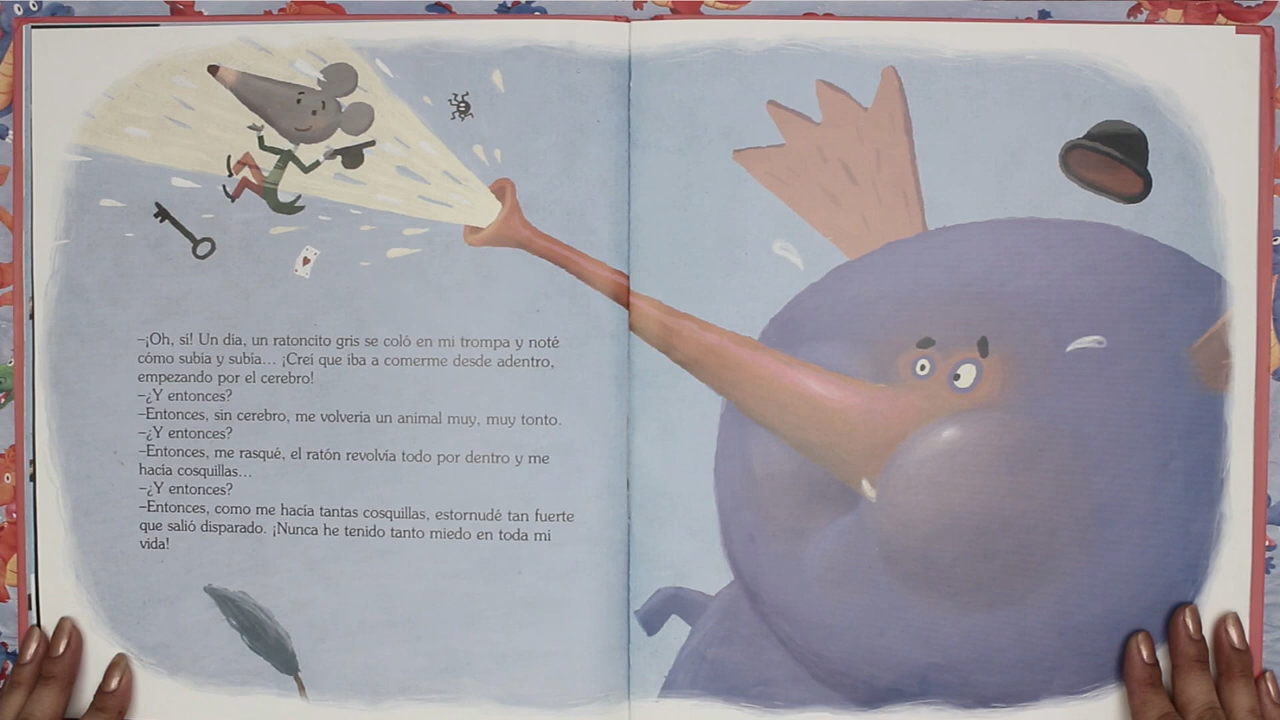 –¡Oh, sí! Un día, un ratoncito gris se coló en mi trompa y noté
cómo subía y subía... ¡Creí que iba a comerme desde adentro,
empezando por el cerebro!
–¿Y entonces?
–Entonces, sin cerebro, me volvería un animal muy, muy tonto.
–¿Y entonces?
–Entonces, me rasqué, el ratón revolvía todo por dentro y me
hacía cosquillas...
–¿Y entonces?
–Entonces, como me hacía tantas cosquillas, estornudé tan fuerte
que salió disparado. ¡Nunca he tenido tanto miedo en toda mi
vida!